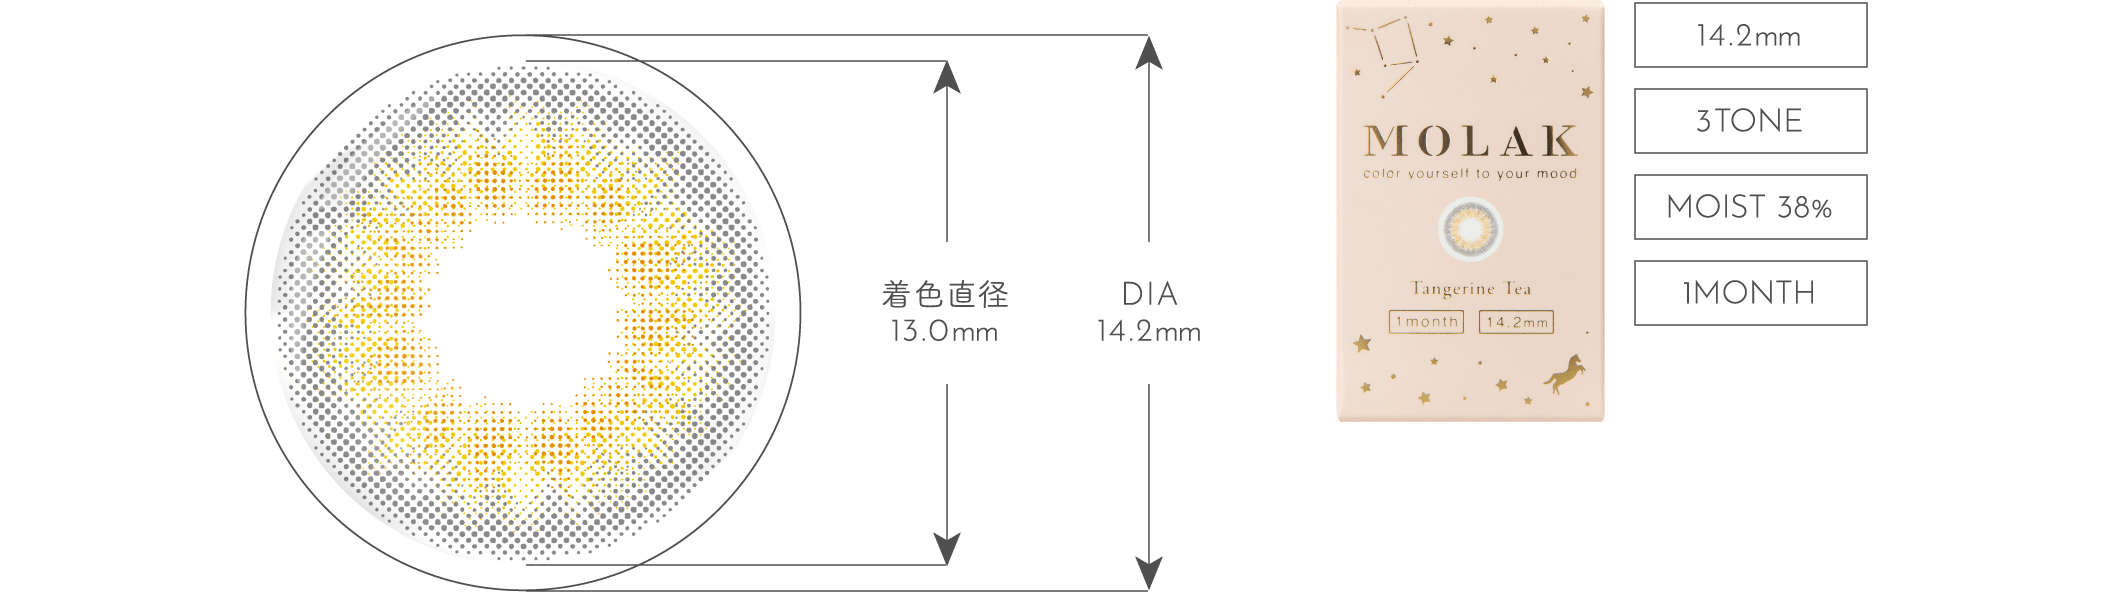 着色直径
13.0mm
DIA
14.2mm
MOLAK
color yourself to your mood
Tangerine Tea
1month
14.2mm
14.2mm
3TONE
MOIST 38%
1MONTH